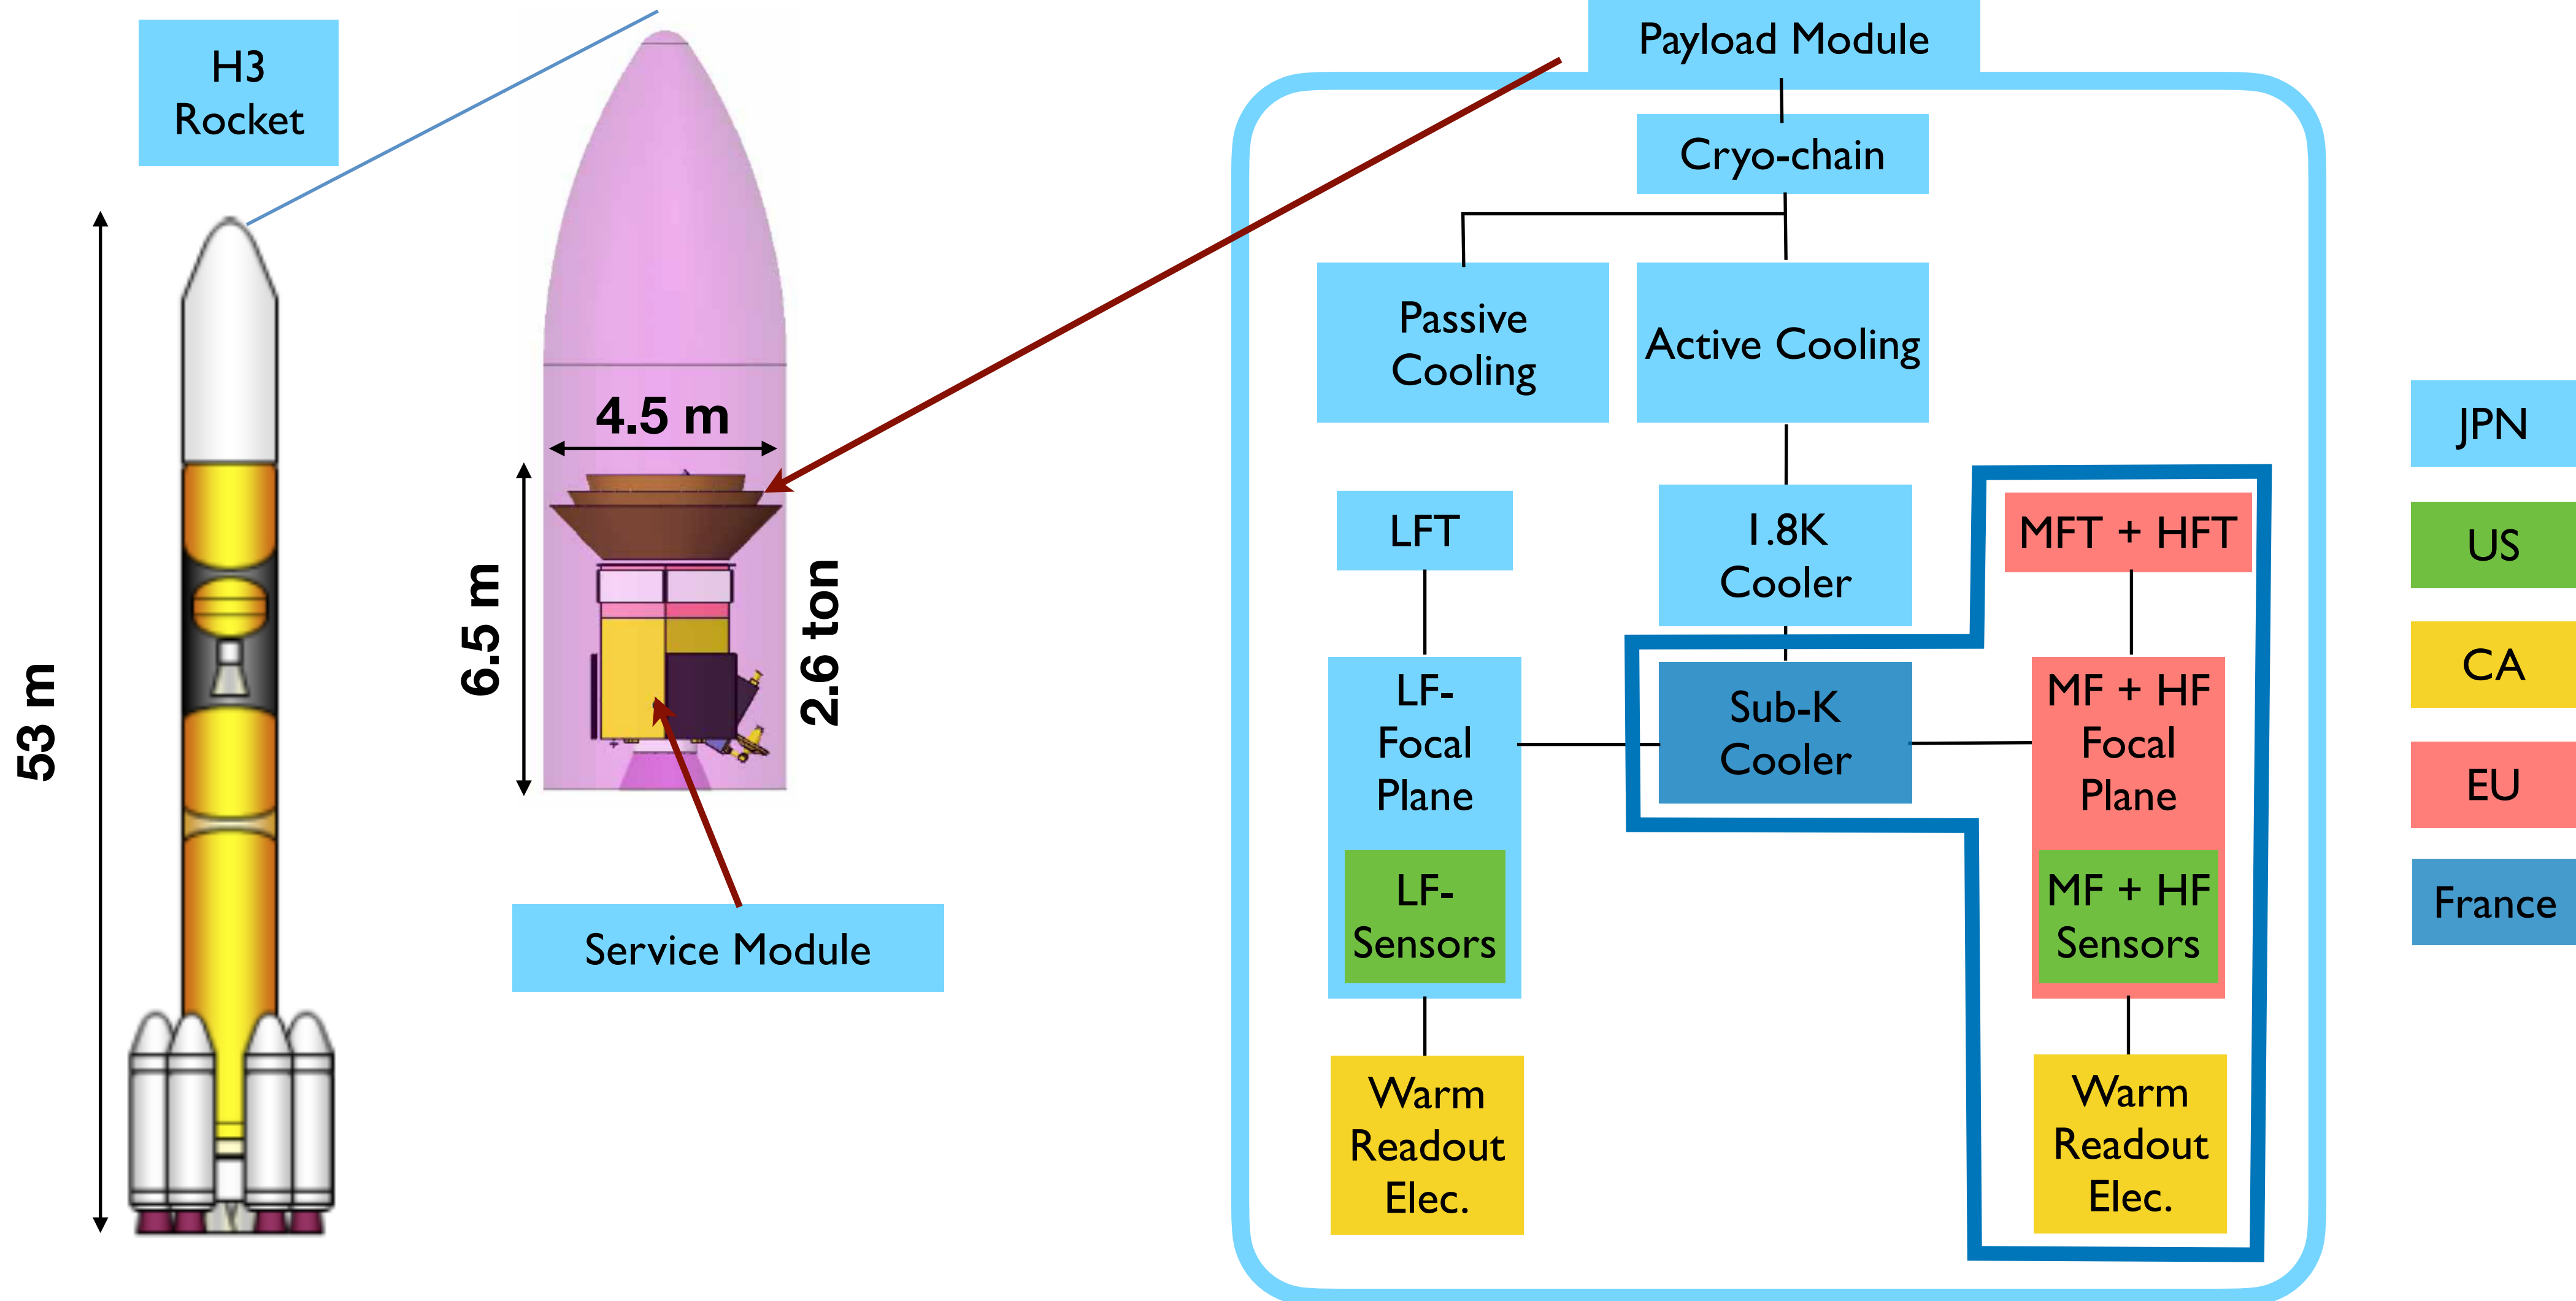 H3
Rocket
53 m
4.5 m
6.5 m
2.6 ton
Service Module
Payload Module
Cryo-chain
Passive
Cooling
Active Cooling
LFT
1.8K
Cooler
MFT + HFT
LF-
Focal
Plane
Sub-K
Cooler
MF + HF
Focal
Plane
LF-
Sensors
MF + HF
Sensors
Warm
Readout
Elec.
Warm
Readout
Elec.
JPN
US
CA
EU
France